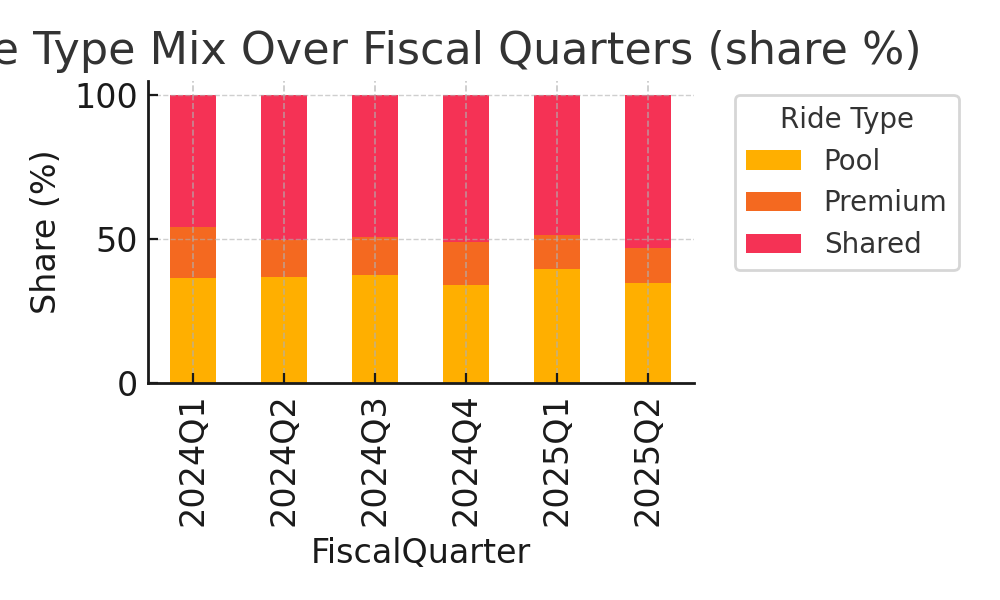 e Type Mix Over Fiscal Quarters (share %)
100
50
0
Share (%)
2024Q1
2024Q2
2024Q3
2024Q4
2025Q1
2025Q2
FiscalQuarter
Ride Type
Pool
Premium
Shared